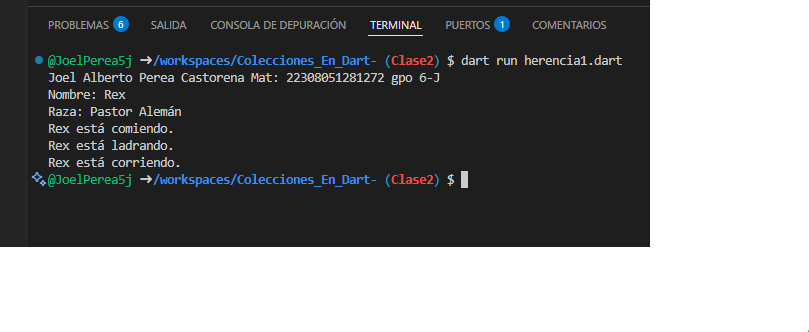 PROBLEMAS 6 SALIDA CONSOLA DE DEPURACIÓN TERMINAL PUERTOS 1 COMENTARIOS
@JoelPerea5j ➜/workspaces/Colecciones_En_Dart- (Clase2) $ dart run herencia1.dart
Joel Alberto Perea Castorena Mat: 22308051281272 gpo 6-J
Nombre: Rex
Raza: Pastor Alemán
Rex está comiendo.
Rex está ladrando.
Rex está corriendo.
@JoelPerea5j ➜/workspaces/Colecciones_En_Dart- (Clase2) $